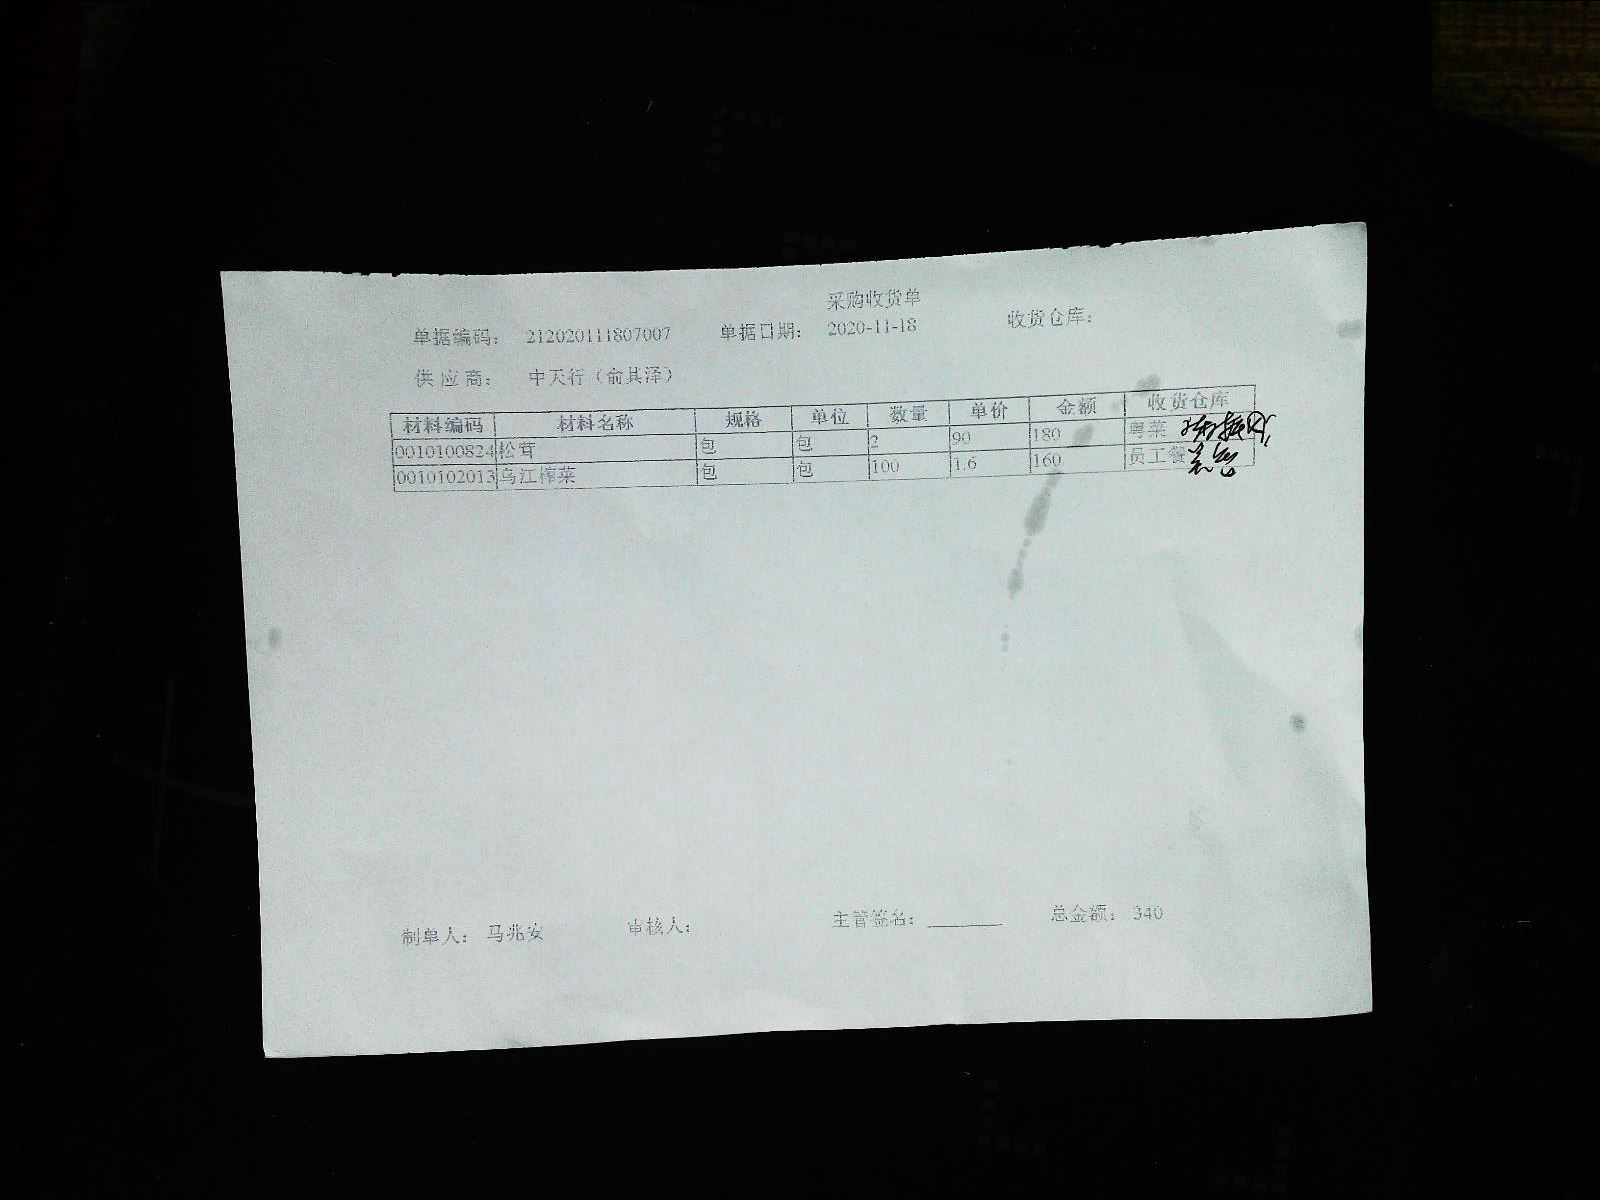 采购收货单
单据编码： 212020111807007 单据日期： 2020-11-18 收货仓库：
供 应 商： 中天行（俞其泽）
材料编码 材料名称 规格 单位 数量 单价 金额 收货仓库
0010100824 松茸 包 包 2 90 180 粤菜
0010102013 乌江榨菜 包 包 100 1.6 160 员工餐
制单人： 马兆安 审核人： 主管签名： 总金额： 340